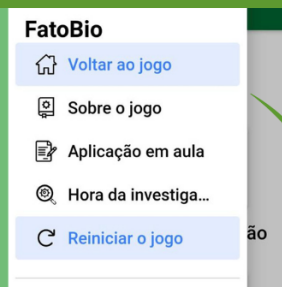 FatoBio
Voltar ao jogo
Sobre o jogo
Aplicação em aula
Hora da investiga...
Reiniciar o jogo
ão